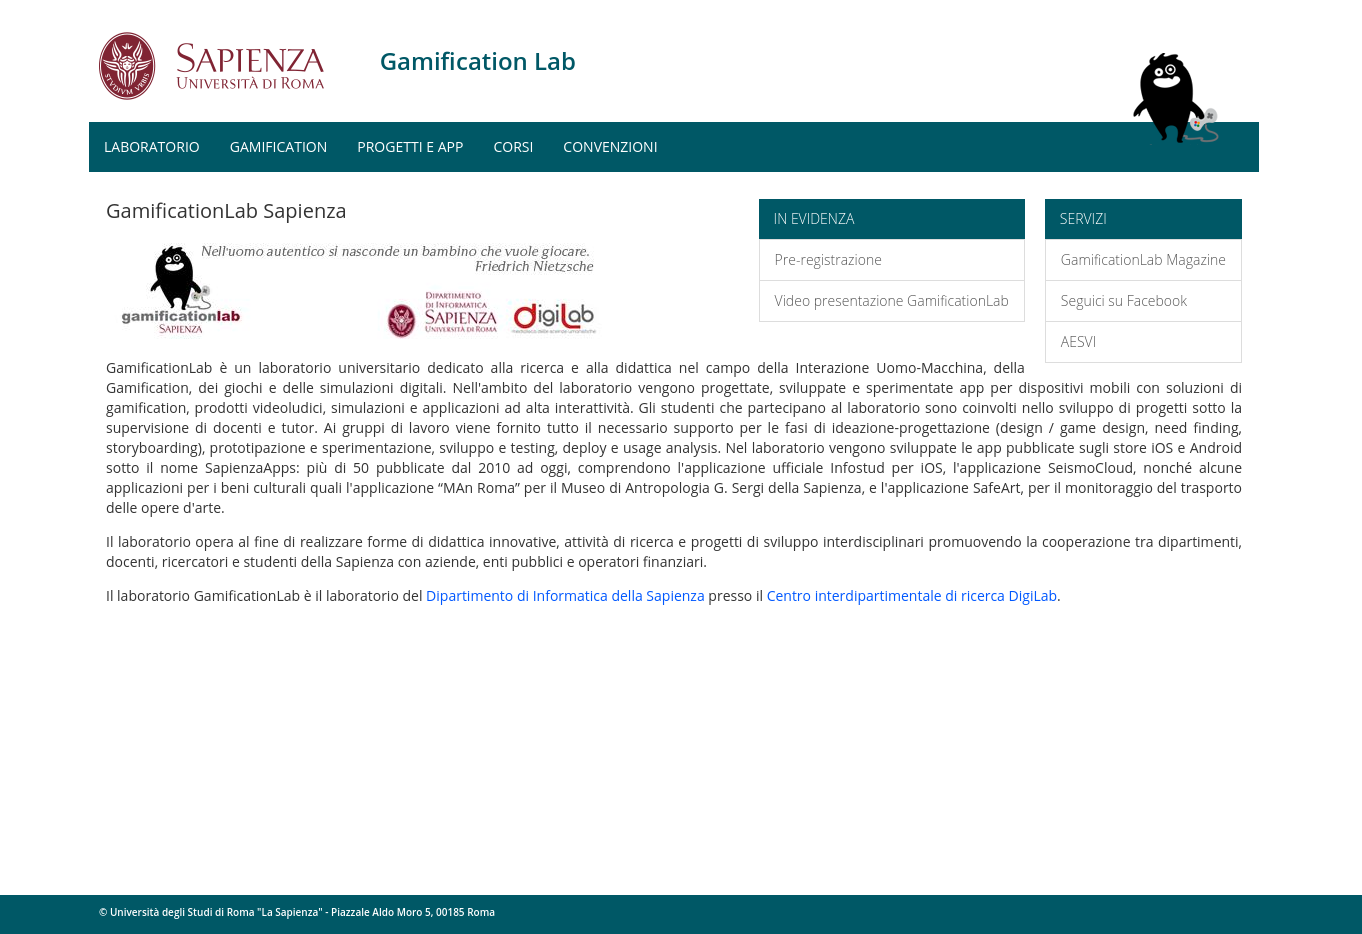 SAPIENZA
UNIVERSITÀ DI ROMA
STVDIVM VRBIS
Gamification Lab
LABORATORIO GAMIFICATION PROGETTI E APP CORSI CONVENZIONI
GamificationLab Sapienza
Nell'uomo autentico si nasconde un bambino che vuole giocare.
Friedrich Nietzsche
gamificationlab
SAPIENZA
DIPARTIMENTO
DI INFORMATICA
SAPIENZA
UNIVERSITÀ DI ROMA
digilab
IN EVIDENZA
Pre-registrazione
Video presentazione GamificationLab
SERVIZI
GamificationLab Magazine
Seguici su Facebook
AESVI
GamificationLab è un laboratorio universitario dedicato alla ricerca e alla didattica nel campo della Interazione Uomo-Macchina, della
Gamification, dei giochi e delle simulazioni digitali. Nell'ambito del laboratorio vengono progettate, sviluppate e sperimentate app per dispositivi mobili con soluzioni di
gamification, prodotti videoludici, simulazioni e applicazioni ad alta interattività. Gli studenti che partecipano al laboratorio sono coinvolti nello sviluppo di progetti sotto la
supervisione di docenti e tutor. Ai gruppi di lavoro viene fornito tutto il necessario supporto per le fasi di ideazione-progettazione (design / game design, need finding,
storyboarding), prototipazione e sperimentazione, sviluppo e testing, deploy e usage analysis. Nel laboratorio vengono sviluppate le app pubblicate sugli store iOS e Android
sotto il nome SapienzaApps: più di 50 pubblicate dal 2010 ad oggi, comprendono l'applicazione ufficiale Infostud per iOS, l'applicazione SeismoCloud, nonché alcune
applicazioni per i beni culturali quali l'applicazione “MAn Roma” per il Museo di Antropologia G. Sergi della Sapienza, e l'applicazione SafeArt, per il monitoraggio del trasporto
delle opere d'arte.
Il laboratorio opera al fine di realizzare forme di didattica innovative, attività di ricerca e progetti di sviluppo interdisciplinari promuovendo la cooperazione tra dipartimenti,
docenti, ricercatori e studenti della Sapienza con aziende, enti pubblici e operatori finanziari.
Il laboratorio GamificationLab è il laboratorio del Dipartimento di Informatica della Sapienza presso il Centro interdipartimentale di ricerca DigiLab.
© Università degli Studi di Roma "La Sapienza" - Piazzale Aldo Moro 5, 00185 Roma